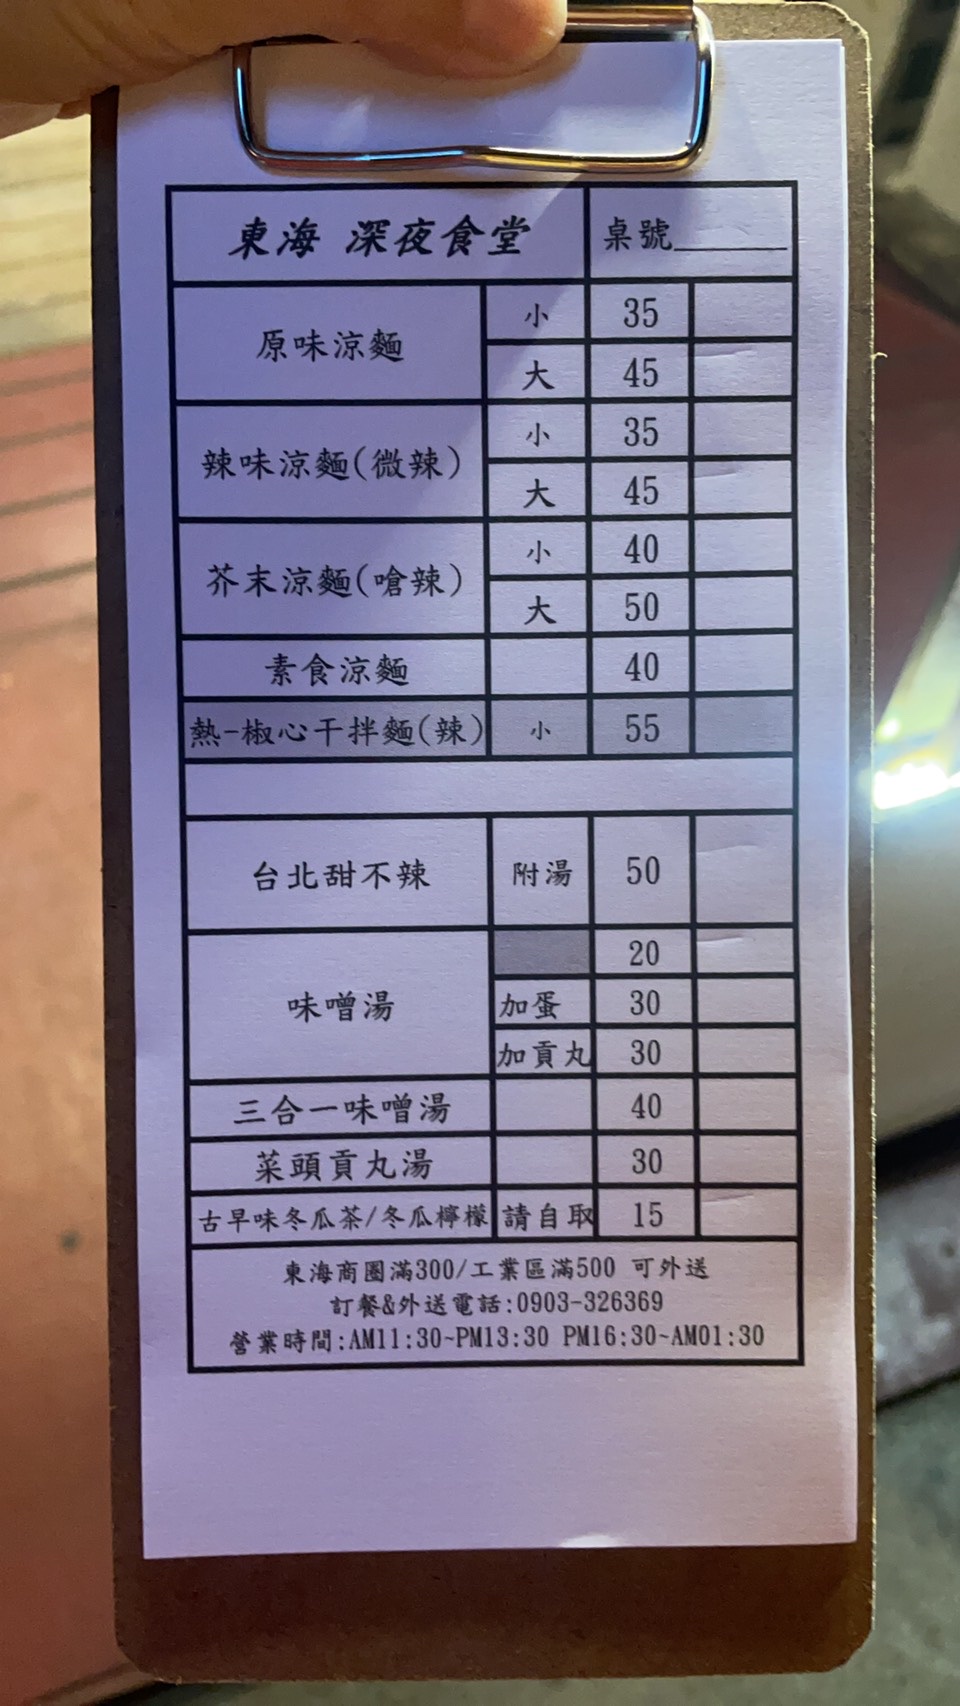 東海 深夜食堂 桌號______
原味涼麵 小 35
大 45
辣味涼麵(微辣) 小 35
大 45
芥末涼麵(嗆辣) 小 40
大 50
素食涼麵 40
熱-椒心干拌麵(辣) 小 55
台北甜不辣 附湯 50
味噌湯 20
加蛋 30
加貢丸 30
三合一味噌湯 40
菜頭貢丸湯 30
古早味冬瓜茶/冬瓜檸檬 請自取 15
東海商圈滿300/工業區滿500 可外送
訂餐&外送電話:0903-326369
營業時間:AM11:30~PM13:30 PM16:30~AM01:30